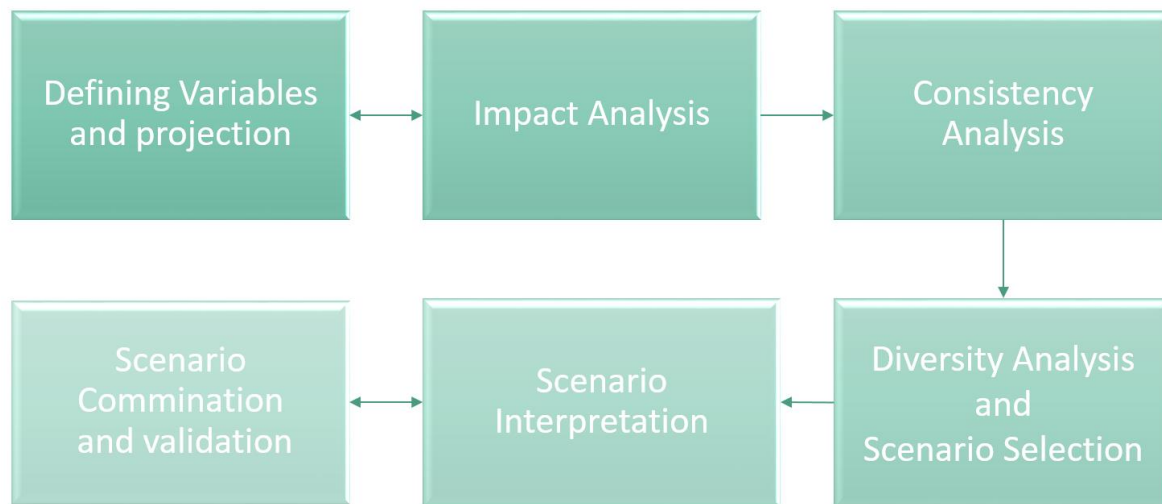 Defining Variables
and projection
Impact Analysis
Consistency
Analysis
Scenario
Commination
and validation
Scenario
Interpretation
Diversity Analysis
and
Scenario Selection